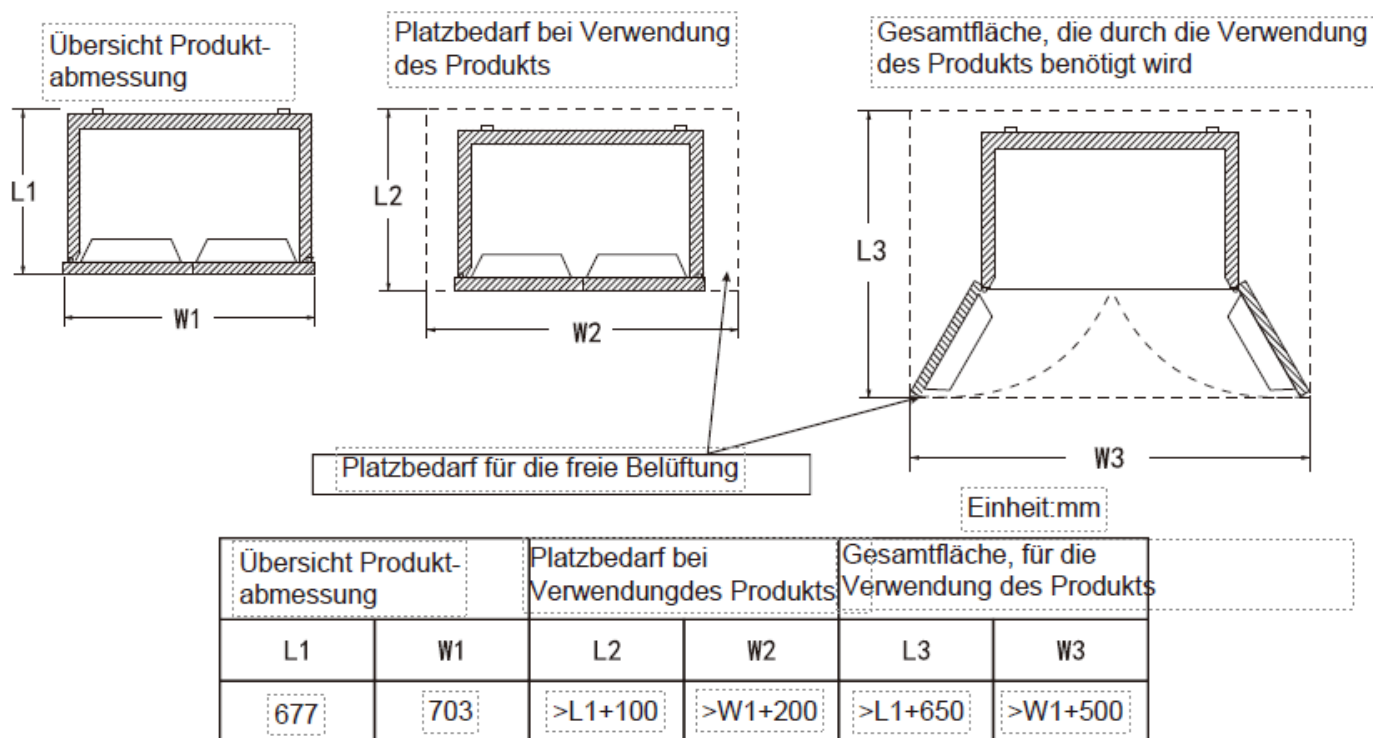 Übersicht Produkt-
abmessung
Platzbedarf bei Verwendung
des Produkts
Gesamtfläche, die durch die Verwendung
des Produkts benötigt wird
L1
W1
L2
W2
L3
W3
Platzbedarf für die freie Belüftung
Einheit:mm
Übersicht Produkt-
abmessung
Platzbedarf bei
Verwendungdes Produkts
Gesamtfläche, für die
Verwendung des Produkts
L1 W1 L2 W2 L3 W3
677 703 >L1+100 >W1+200 >L1+650 >W1+500